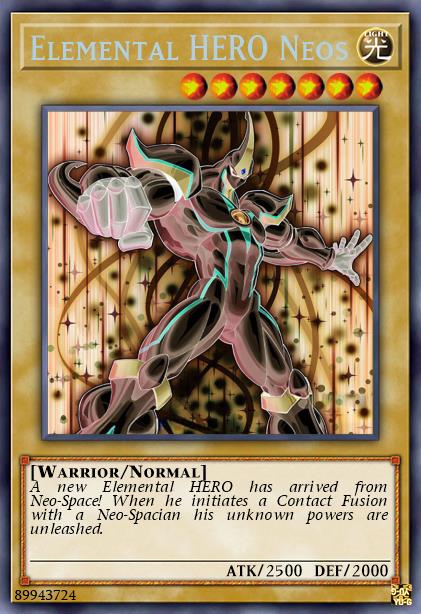 Elemental HERO Neos
LIGHT
光
[Warrior/Normal]
A new Elemental HERO has arrived from
Neo-Space! When he initiates a Contact Fusion
with a Neo-Spacian his unknown powers are
unleashed.
ATK/2500 DEF/2000
89943724